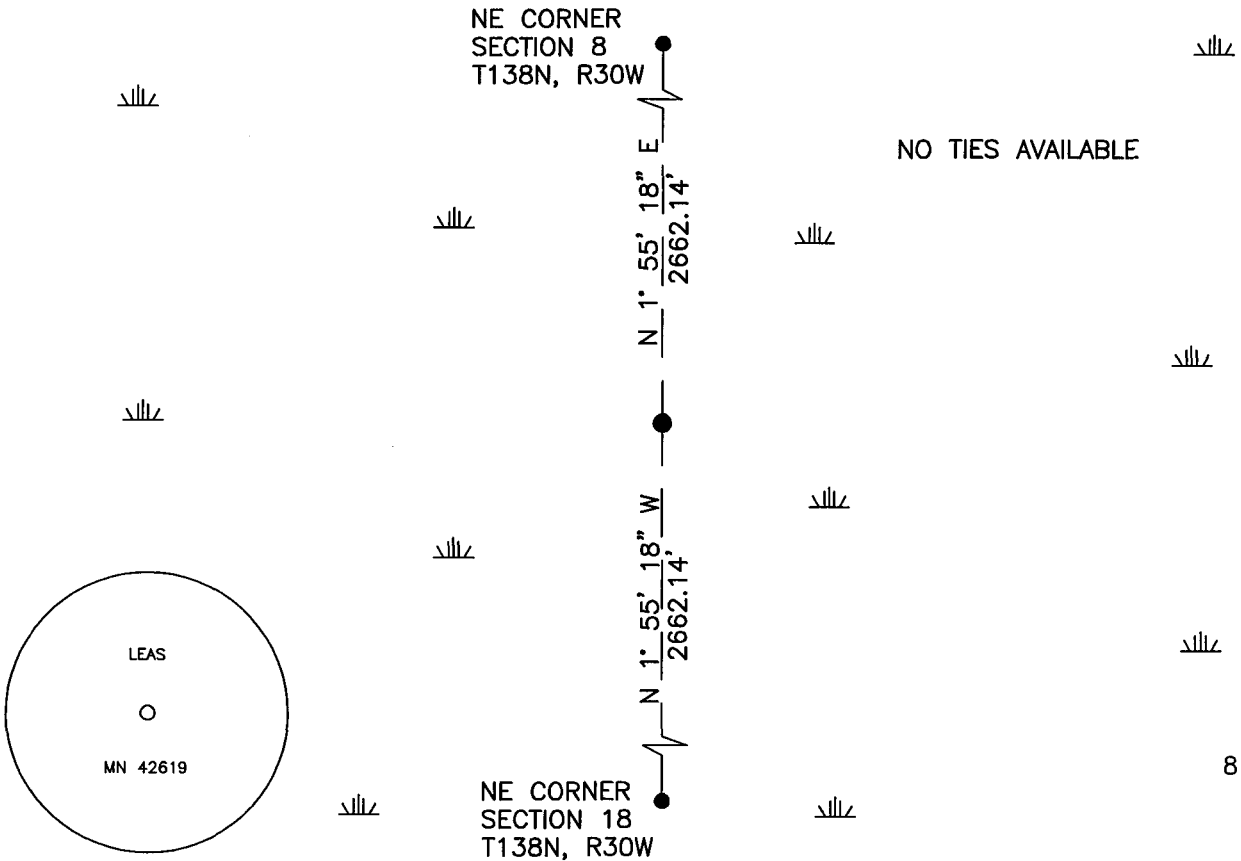 NE CORNER
SECTION 8
T138N, R30W
NO TIES AVAILABLE
N 1° 55' 18" E
2662.14'
N 1° 55' 18" W
2662.14'
LEAS
MN 42619
8
NE CORNER
SECTION 18
T138N, R30W